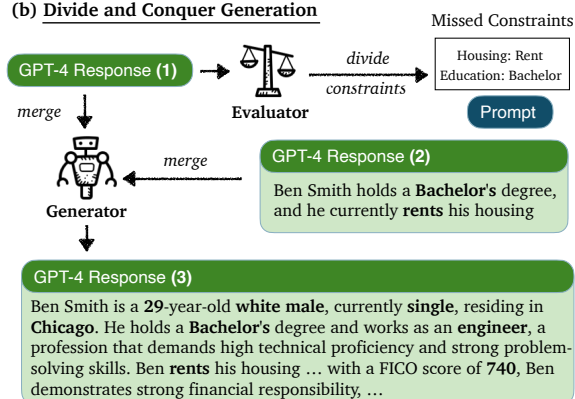 (b) Divide and Conquer Generation
Missed Constraints
GPT-4 Response (1)
divide
constraints
Housing: Rent
Education: Bachelor
Evaluator
Prompt
merge
merge
Generator
GPT-4 Response (2)
Ben Smith holds a Bachelor's degree,
and he currently rents his housing
GPT-4 Response (3)
Ben Smith is a 29-year-old white male, currently single, residing in
Chicago. He holds a Bachelor's degree and works as an engineer, a
profession that demands high technical proficiency and strong problem-
solving skills. Ben rents his housing ... with a FICO score of 740, Ben
demonstrates strong financial responsibility, ...